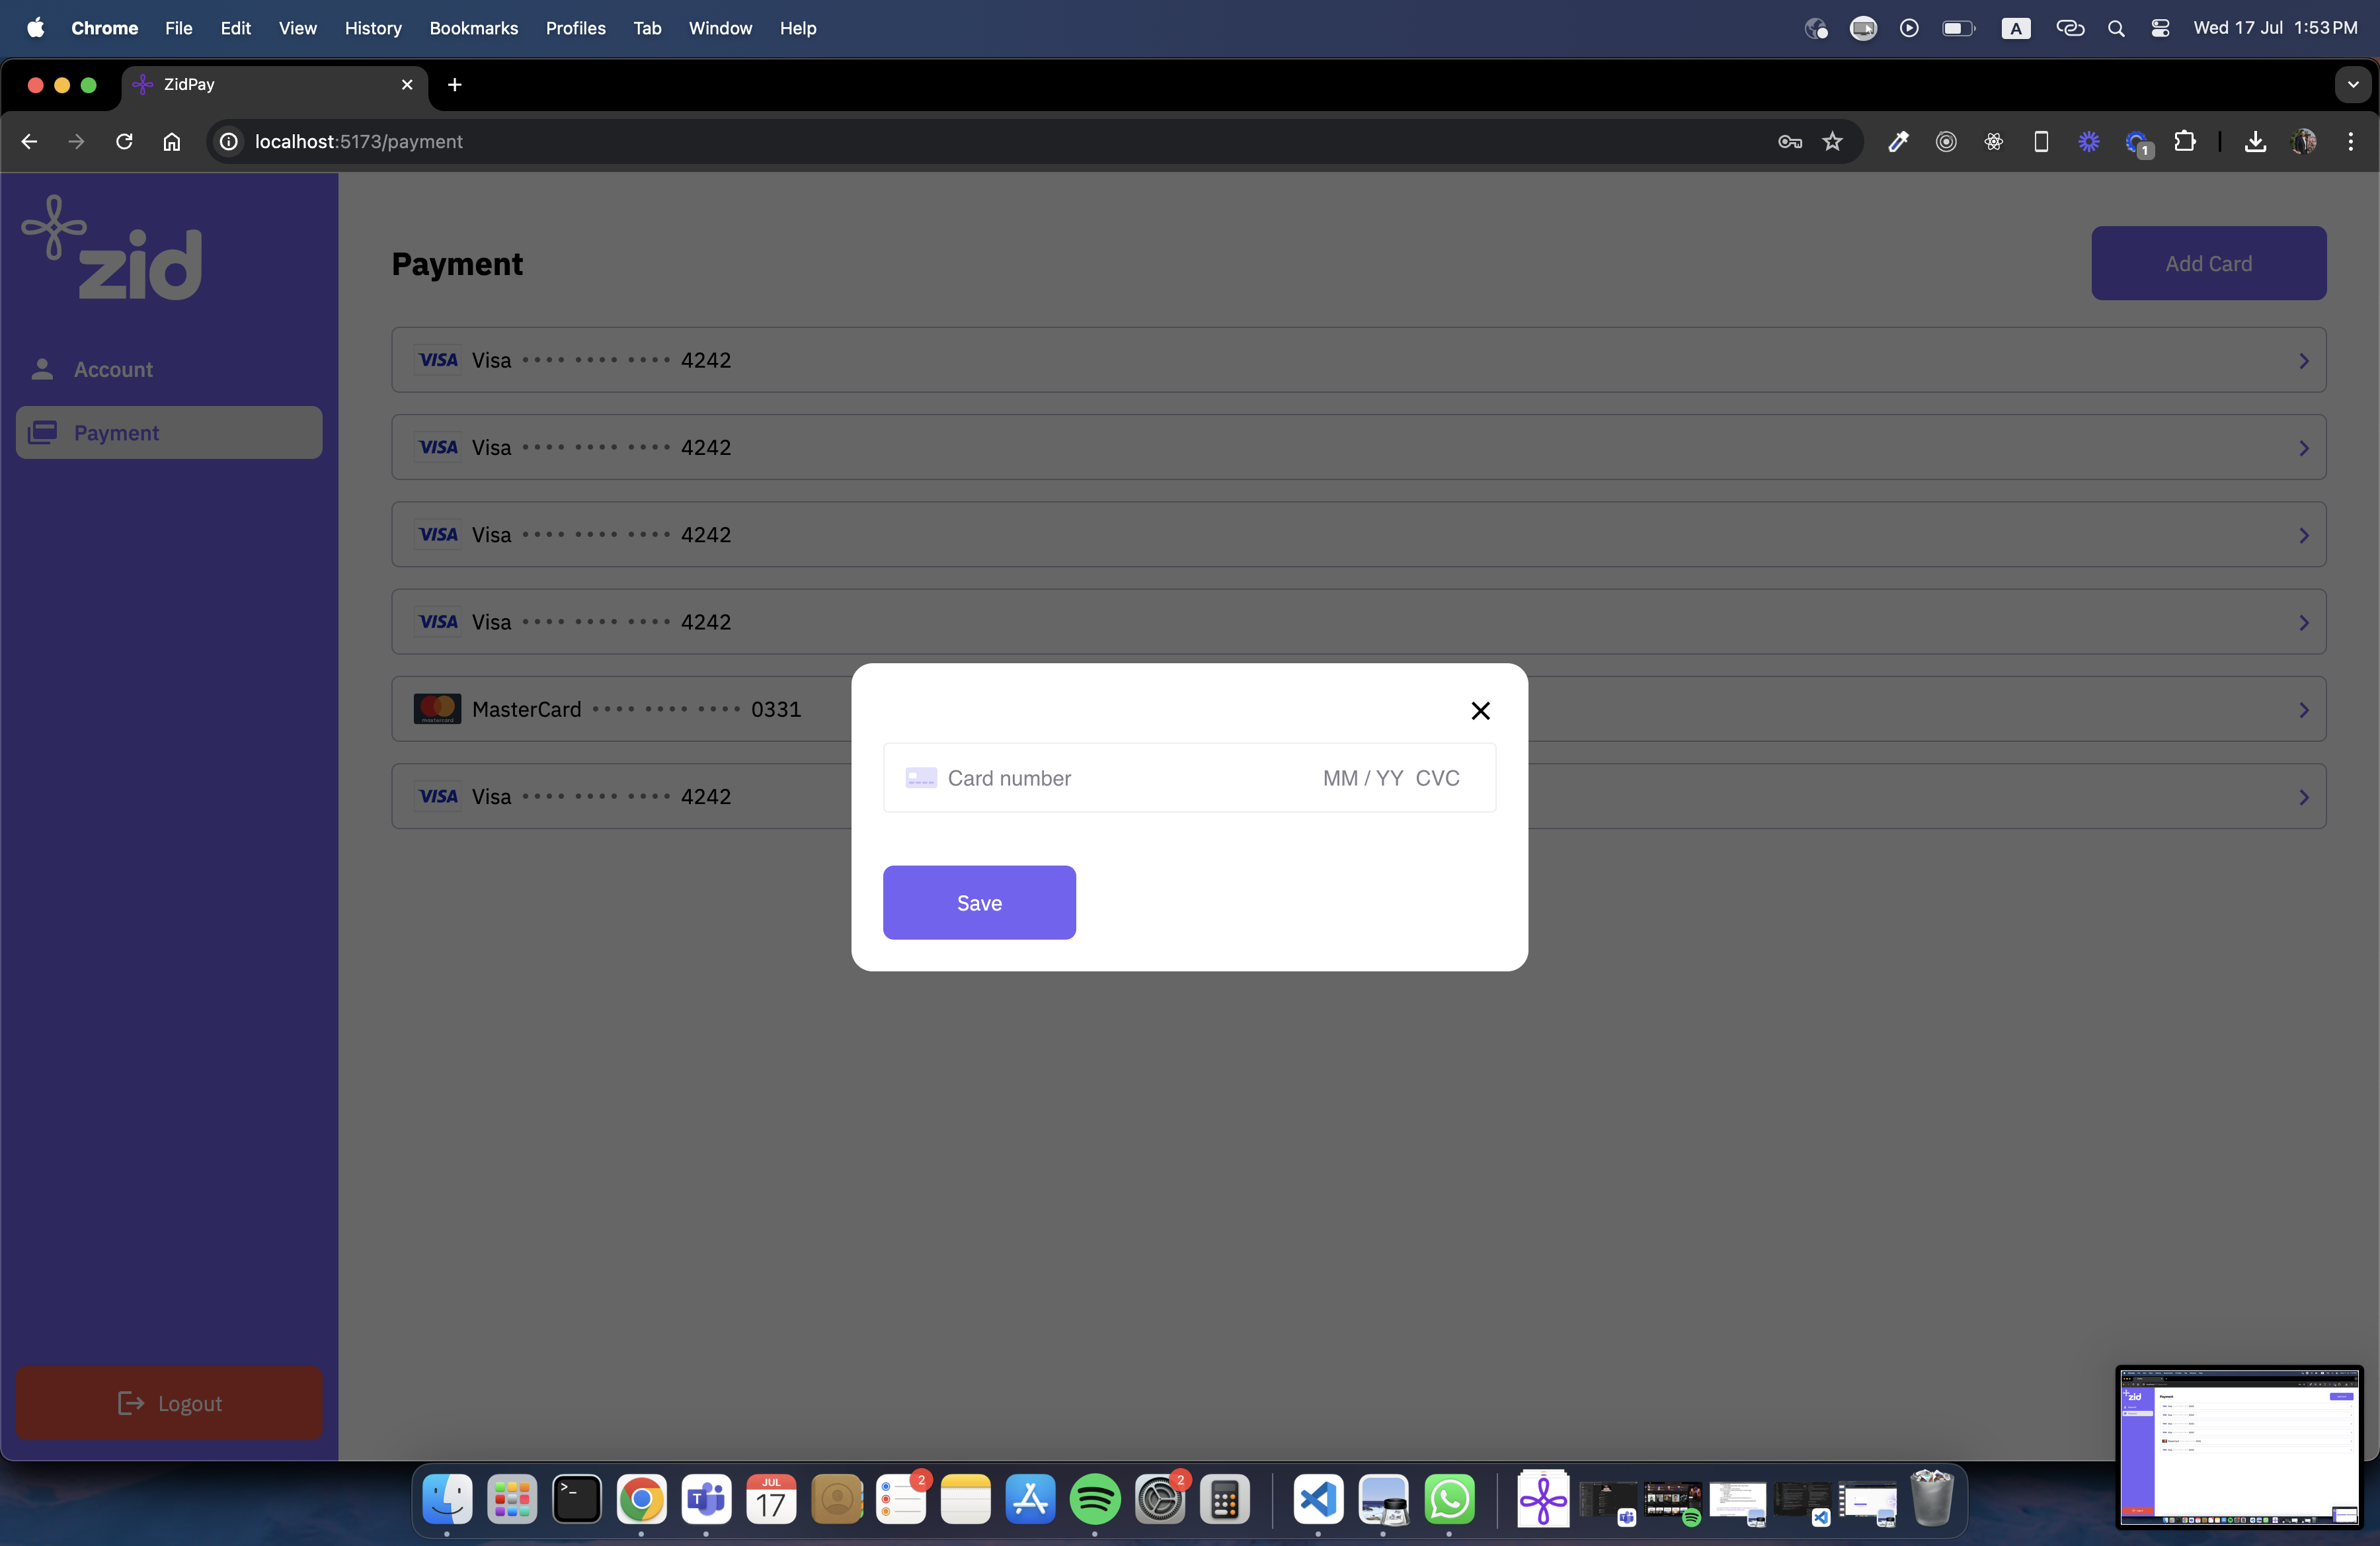 Chrome File Edit View History Bookmarks Profiles Tab Window Help A Wed 17 Jul 1:53 PM
ZidPay
localhost:5173/payment
1
zid
Payment
Add Card
Account
Payment
VISA Visa •••• •••• •••• 4242
VISA Visa •••• •••• •••• 4242
VISA Visa •••• •••• •••• 4242
VISA Visa •••• •••• •••• 4242
mastercard MasterCard •••• •••• •••• 0331
VISA Visa •••• •••• •••• 4242
Card number MM / YY CVC
Save
Logout
JUL
17
2
2